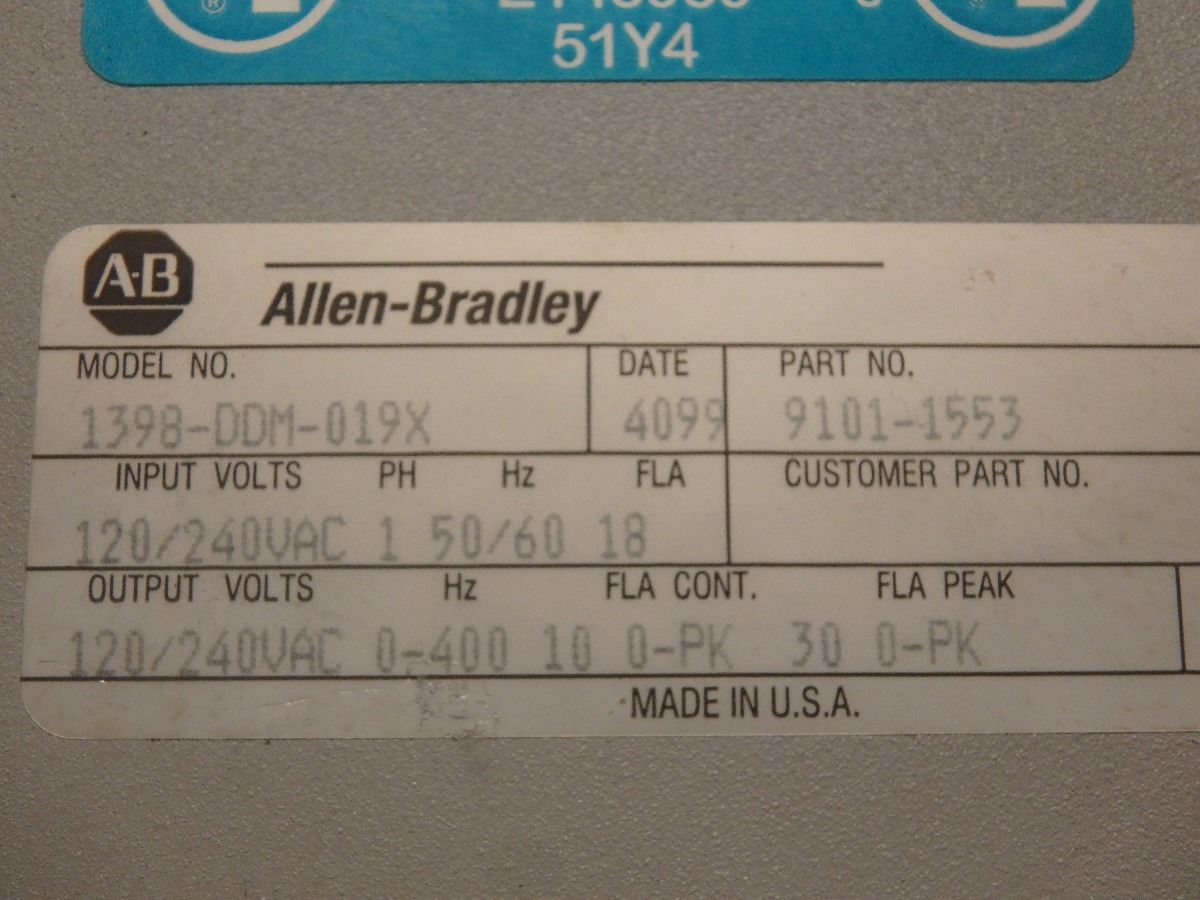 51Y4
A-B
Allen-Bradley
MODEL NO. DATE PART NO.
1398-DDM-019X 4099 9101-1553
INPUT VOLTS PH Hz FLA CUSTOMER PART NO.
120/240VAC 1 50/60 18
OUTPUT VOLTS Hz FLA CONT. FLA PEAK
120/240VAC 0-400 10 0-PK 30 0-PK
MADE IN U.S.A.